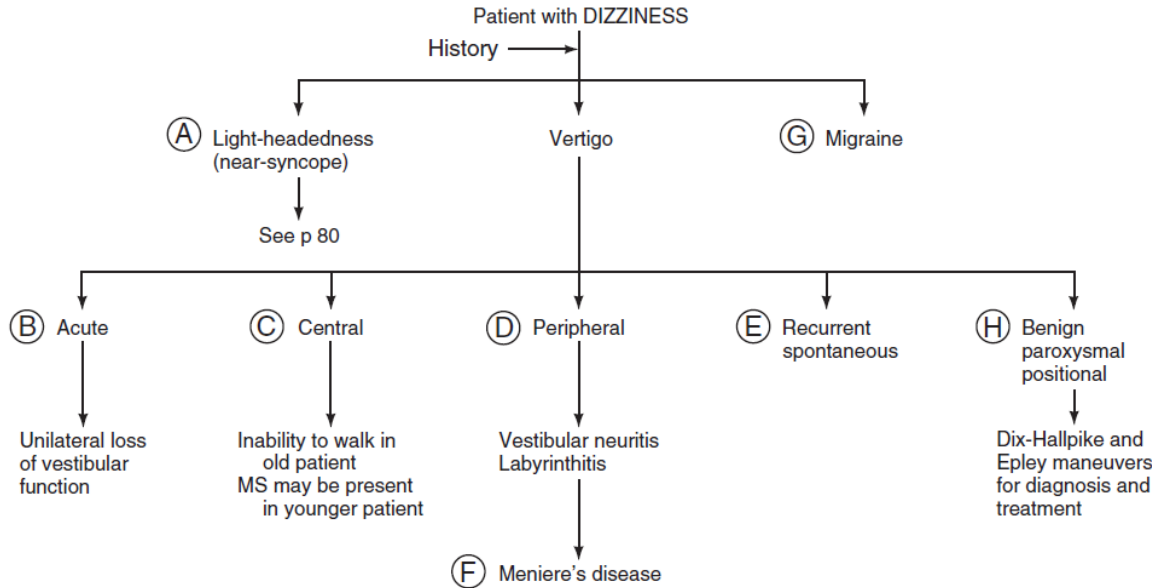 Patient with DIZZINESS
History
A Light-headedness
(near-syncope)
Vertigo
G Migraine
See p 80
B Acute
C Central
D Peripheral
E Recurrent
spontaneous
H Benign
paroxysmal
positional
Unilateral loss
of vestibular
function
Inability to walk in
old patient
MS may be present
in younger patient
Vestibular neuritis
Labyrinthitis
Dix-Hallpike and
Epley maneuvers
for diagnosis and
treatment
F Meniere's disease